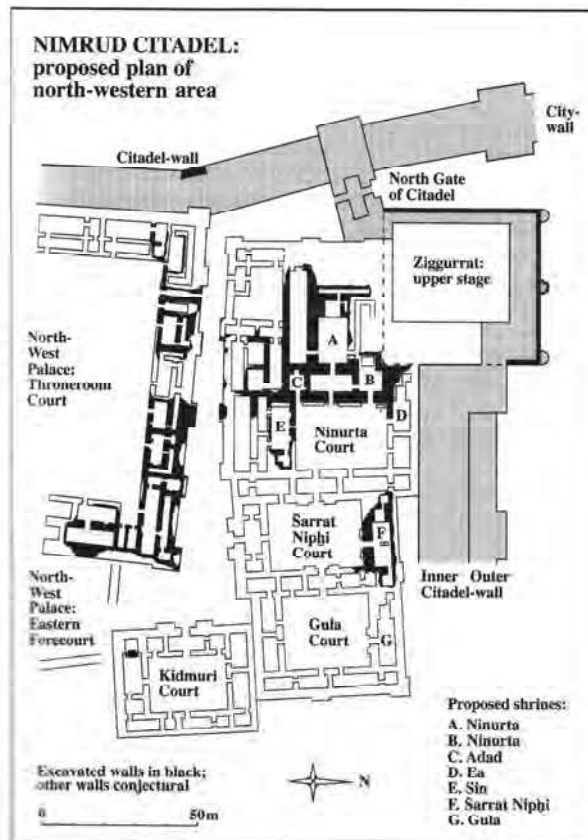 NIMRUD CITADEL:
proposed plan of
north-western area
City-
wall
Citadel-wall
North Gate
of Citadel
Ziggurrat:
upper stage
North-
West
Palace:
Throneroom
Court
A
B
C
D
E
Ninurta
Court
Sarrat
Niphi
Court
F
Inner Outer
Citadel-wall
North-
West
Palace:
Eastern
Forecourt
Gula
Court
G
Kidmuri
Court
Proposed shrines:
A. Ninurta
B. Ninurta
C. Adad
D. Ea
E. Sin
F. Šarrat Niphi
G. Gula
Excavated walls in black;
other walls conjectural
N
0 50m